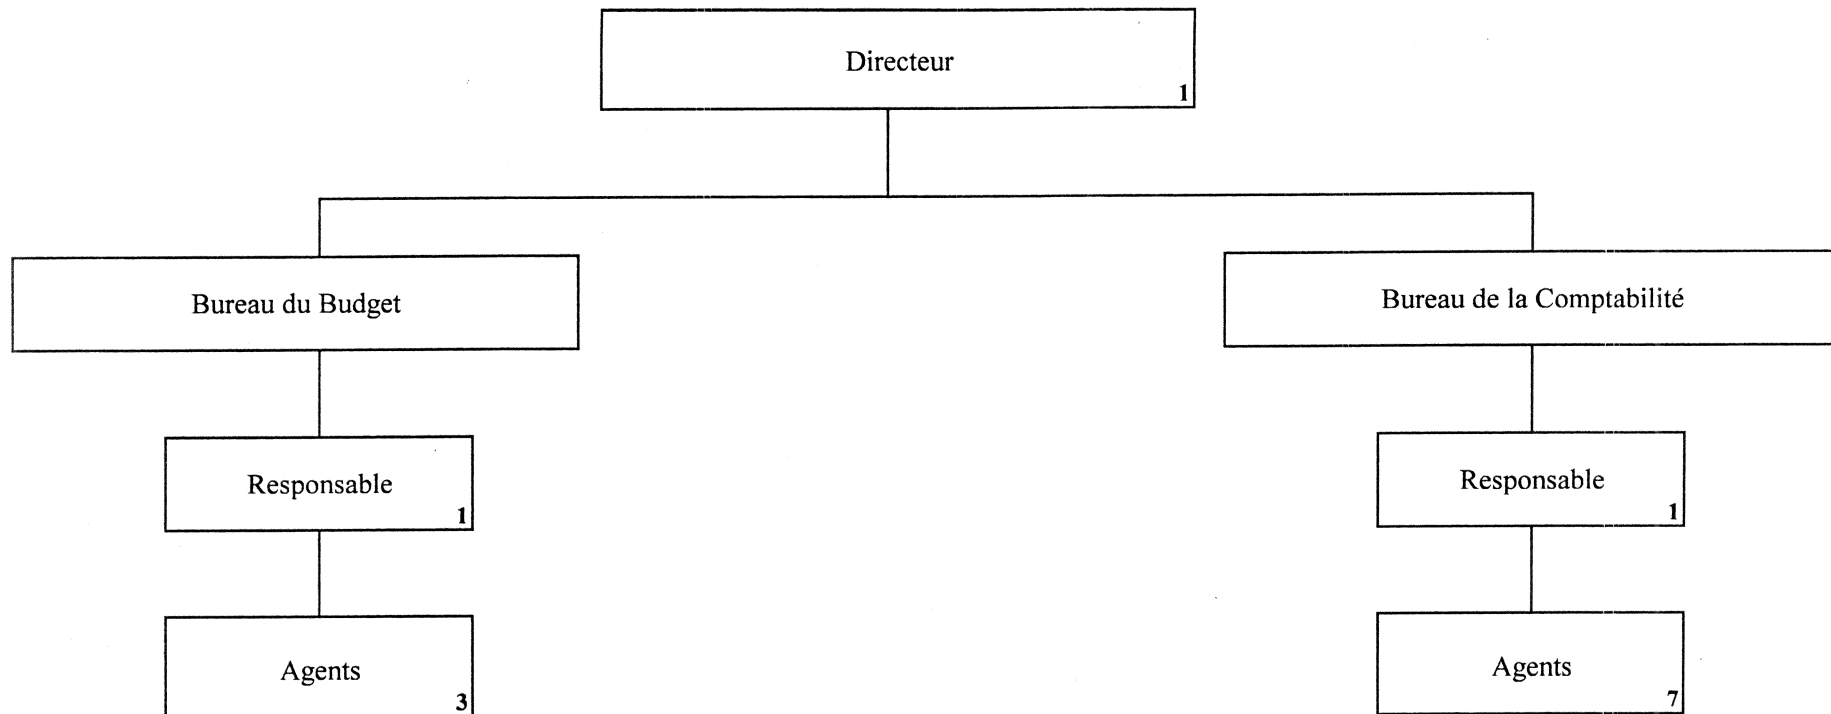 Directeur
1
Bureau du Budget
Bureau de la Comptabilité
Responsable
1
Responsable
1
Agents
3
Agents
7